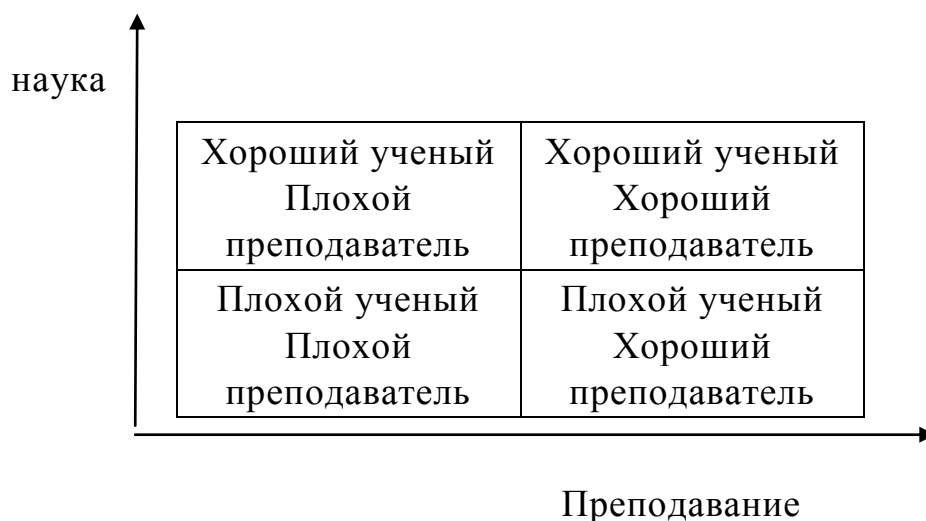 наука
Хороший ученый
Плохой
преподаватель
Хороший ученый
Хороший
преподаватель
Плохой ученый
Плохой
преподаватель
Плохой ученый
Хороший
преподаватель
Преподавание